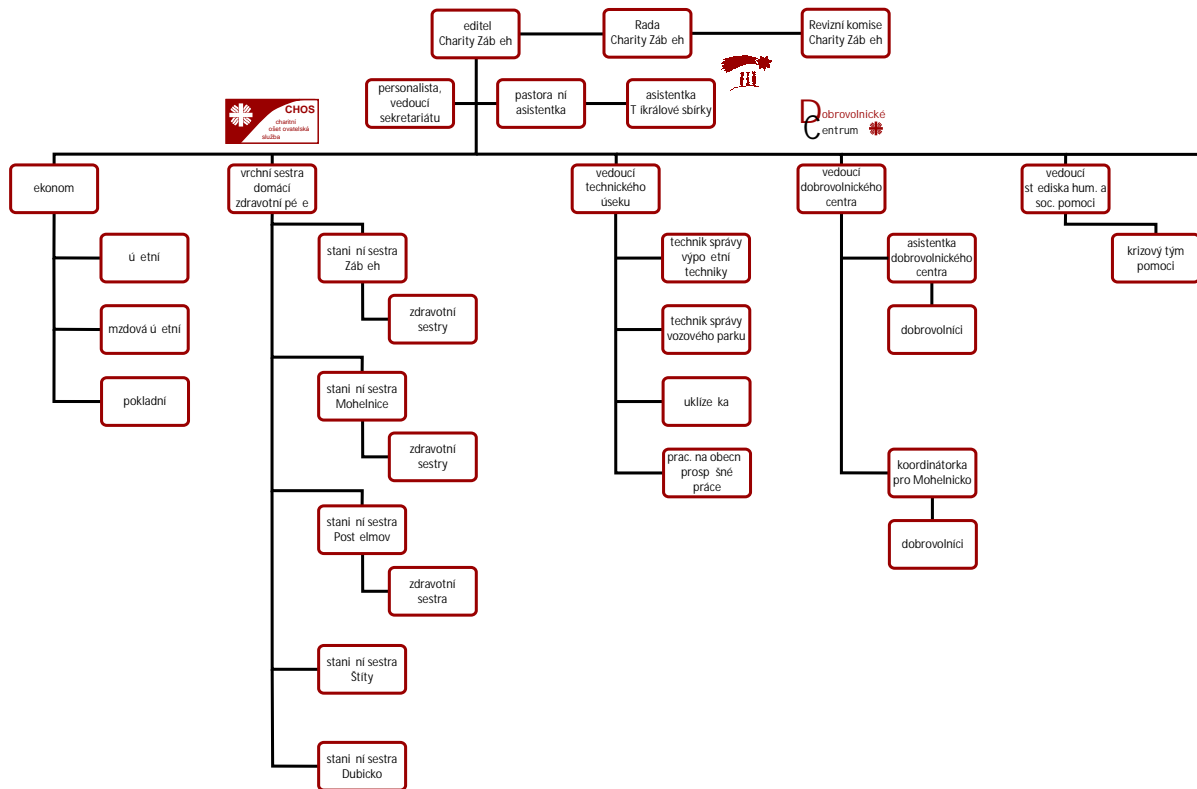 editel
Charity Záb eh
Rada
Charity Záb eh
Revizní komise
Charity Záb eh
personalista,
vedoucí
sekretariátu
pastora ní
asistentka
asistentka
T íkrálové sbírky
CHOS
charitní
ošet ovatelská
služba
Dobrovolnické
Centrum
ekonom
vrchní sestra
domácí
zdravotní pé e
vedoucí
technického
úseku
vedoucí
dobrovolnického
centra
vedoucí
st ediska hum. a
soc. pomoci
ú etní
mzdová ú etní
pokladní
stani ní sestra
Záb eh
zdravotní
sestry
stani ní sestra
Mohelnice
zdravotní
sestry
stani ní sestra
Post elmov
zdravotní
sestra
stani ní sestra
Štíty
stani ní sestra
Dubicko
technik správy
výpo etní
techniky
technik správy
vozového parku
uklíze ka
prac. na obecn
prosp šné
práce
asistentka
dobrovolnického
centra
dobrovolníci
koordinátorka
pro Mohelnicko
dobrovolníci
krizový tým
pomoci